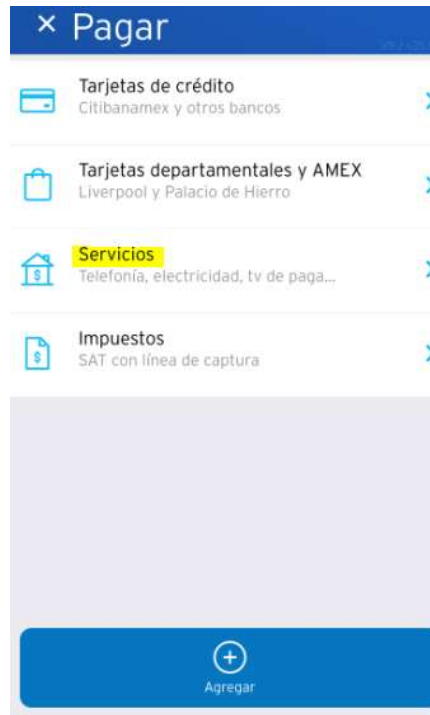 × Pagar
Tarjetas de crédito
Citibanamex y otros bancos
Tarjetas departamentales y AMEX
Liverpool y Palacio de Hierro
Servicios
Telefonía, electricidad, tv de paga...
Impuestos
SAT con línea de captura
Agregar